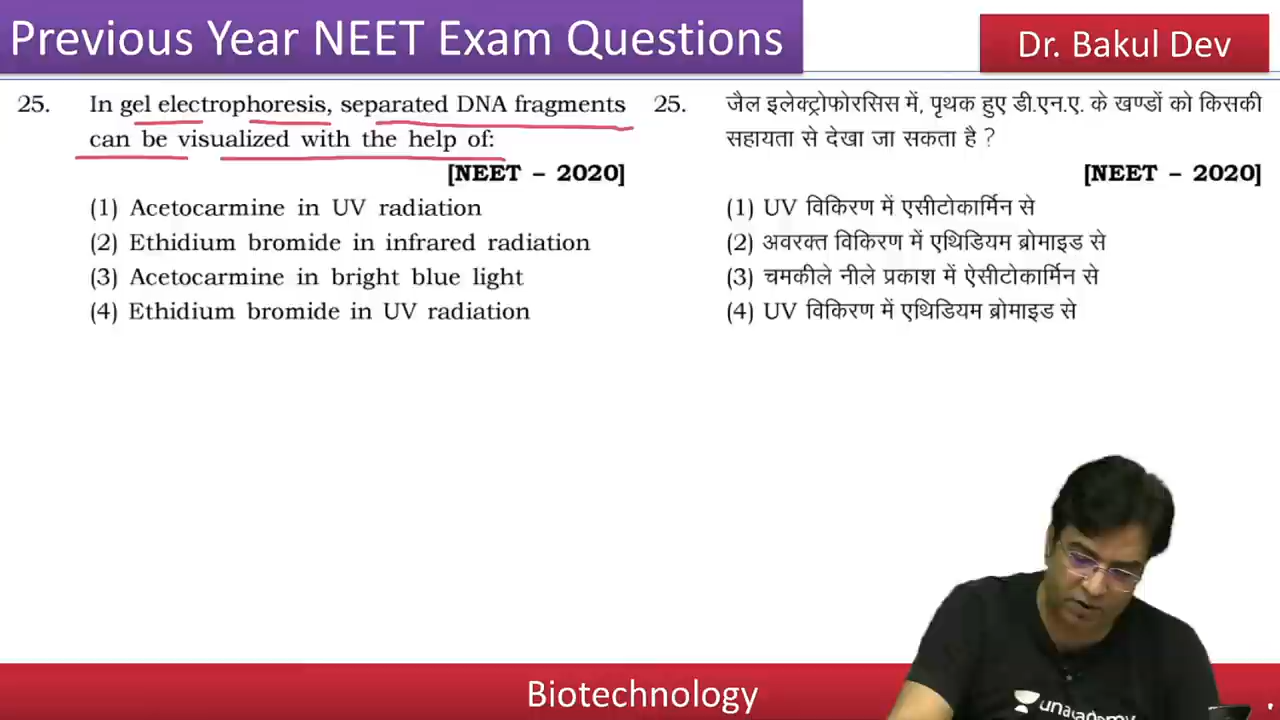 Previous Year NEET Exam Questions
Dr. Bakul Dev
25. In gel electrophoresis, separated DNA fragments
can be visualized with the help of:
[NEET – 2020]
(1) Acetocarmine in UV radiation
(2) Ethidium bromide in infrared radiation
(3) Acetocarmine in bright blue light
(4) Ethidium bromide in UV radiation
25. जैल इलेक्ट्रोफोरसिस में, पृथक हुए डी.एन.ए. के खण्डों को किसकी
सहायता से देखा जा सकता है ?
[NEET – 2020]
(1) UV विकिरण में एसीटोकार्मिन से
(2) अवरक्त विकिरण में एथिडियम ब्रोमाइड से
(3) चमकीले नीले प्रकाश में ऐसीटोकार्मिन से
(4) UV विकिरण में एथिडियम ब्रोमाइड से
Biotechnology
unacademy